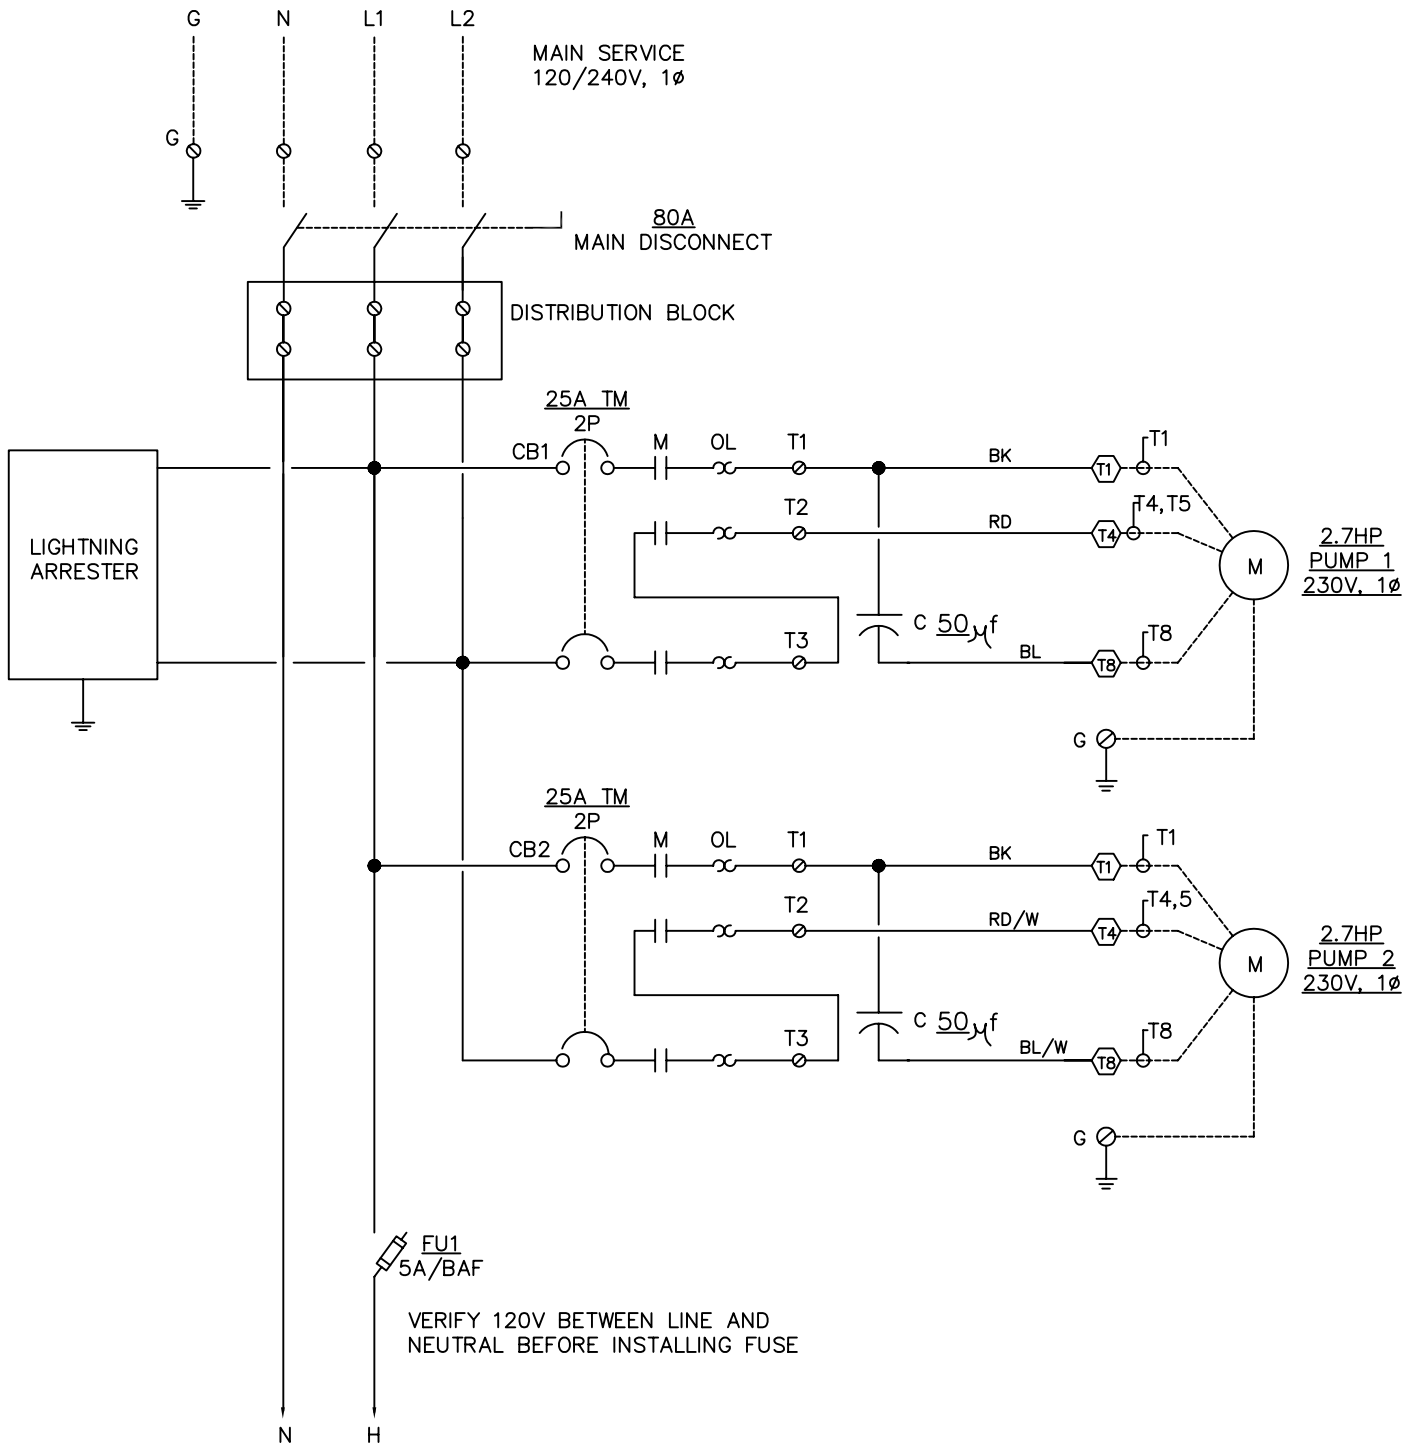 G N L1 L2
MAIN SERVICE
120/240V, 1ø
G
80A
MAIN DISCONNECT
DISTRIBUTION BLOCK
25A TM
2P
CB1 M OL T1 BK T1 T1
T2 RD T4 T4,T5
LIGHTNING
ARRESTER
M
2.7HP
PUMP 1
230V, 1ø
C 50 µf
T3 BL T8 T8
G
25A TM
2P
CB2 M OL T1 BK T1 T1
T2 RD/W T4 T4,5
M
2.7HP
PUMP 2
230V, 1ø
C 50 µf
T3 BL/W T8 T8
G
FU1
5A/BAF
VERIFY 120V BETWEEN LINE AND
NEUTRAL BEFORE INSTALLING FUSE
N H